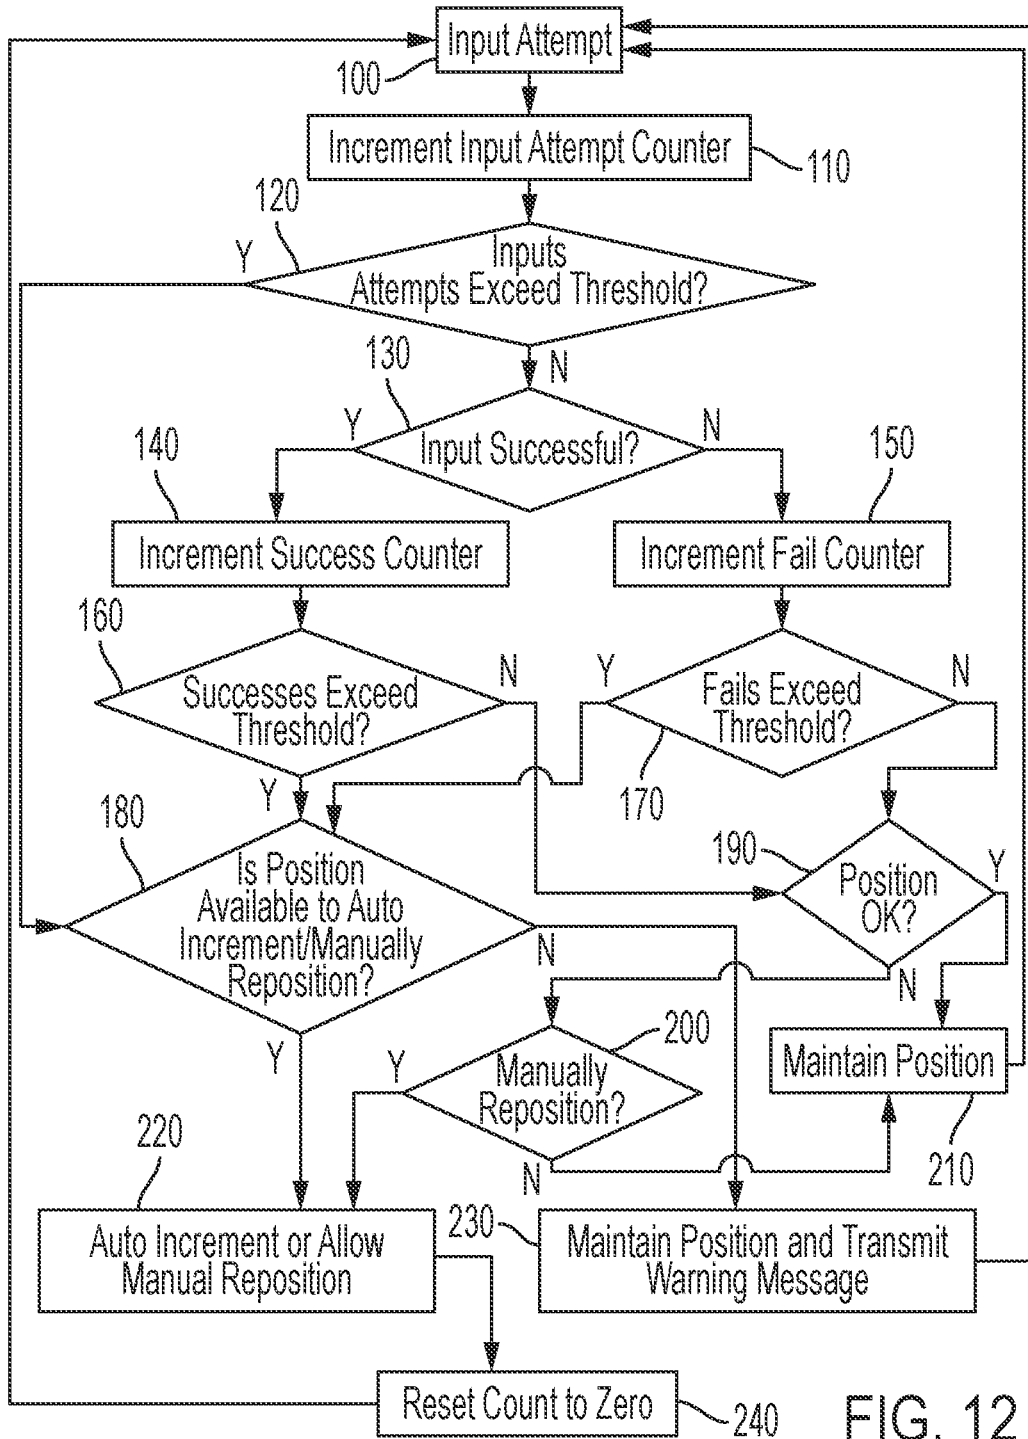 Input Attempt
100
Increment Input Attempt Counter
110
120
Y
Inputs
Attempts Exceed Threshold?
N
130
Y
Input Successful?
N
140
150
Increment Success Counter
Increment Fail Counter
160
Successes Exceed
Threshold?
N
Y
Y
Fails Exceed
Threshold?
N
170
180
Is Position
Available to Auto
Increment/Manually
Reposition?
N
Y
190
Position
OK?
Y
N
200
Manually
Reposition?
Y
N
Maintain Position
210
220
Auto Increment or Allow
Manual Reposition
230
Maintain Position and Transmit
Warning Message
Reset Count to Zero
240
FIG. 12